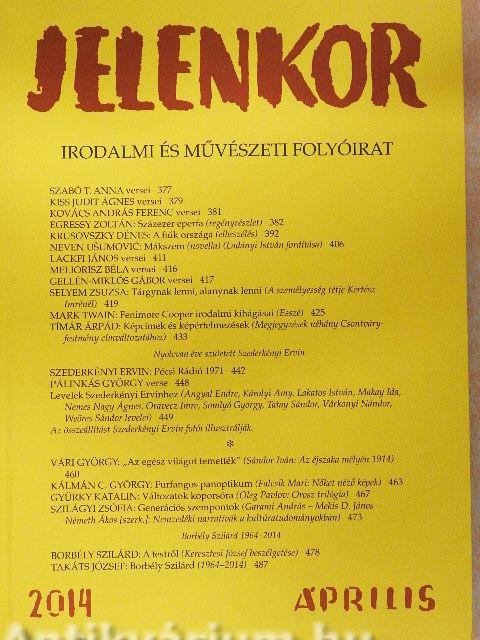 JELENKOR
IRODALMI ÉS MŰVÉSZETI FOLYÓIRAT
SZABÓ T. ANNA versei 377
KISS JUDIT ÁGNES versei 379
KOVÁCS ANDRÁS FERENC versei 381
EGRESSY ZOLTÁN: Százezer eperfa (regényrészlet) 382
KRUSOVSZKY DÉNES: A fiúk országa (elbeszélés) 392
NEVEN UŠUMOVIĆ: Mákszem (novella) (Ladányi István fordítása) 406
LACKFI JÁNOS versei 411
MELIORISZ BÉLA versei 416
GELLÉN-MIKLÓS GÁBOR versei 417
SELYEM ZSUZSA: Tárgynak lenni, alanynak lenni (A személyesség tétje Kertész
Imrénél) 419
MARK TWAIN: Fenimore Cooper irodalmi kihágásai (Esszé) 425
TÍMÁR ÁRPÁD: Képcímek és képértelmezések (Megjegyzések néhány Csontváry-
festmény címváltozatához) 433
Nyolcvan éve született Szederkényi Ervin
SZEDERKÉNYI ERVIN: Pécsi Rádió 1971 442
PÁLINKÁS GYÖRGY verse 448
Levelek Szederkényi Ervinhez (Angyal Endre, Károlyi Amy, Lakatos István, Makay Ida,
Nemes Nagy Ágnes, Oravecz Imre, Somlyó György, Tatay Sándor, Várkonyi Nándor,
Weöres Sándor levelei) 449
Az összeállítást Szederkényi Ervin fotói illusztrálják.
*
VÁRI GYÖRGY: „Az egész világot temették” (Sándor Iván: Az éjszaka mélyén 1914)
460
KÁLMÁN C. GYÖRGY: Furfangos panoptikum (Falcsik Mari: Nőket néző képek) 463
GYÜRKY KATALIN: Változatok koporsóra (Oleg Pavlov: Orosz trilógia) 467
SZILÁGYI ZSÓFIA: Generációs szempontok (Garami András – Mekis D. János –
Németh Ákos [szerk.]: Nemzedéki narratívák a kultúratudományokban) 473
Borbély Szilárd 1964–2014
BORBÉLY SZILÁRD: A testről (Keresztesi József beszélgetése) 478
TAKÁTS JÓZSEF: Borbély Szilárd (1964–2014) 487
2014 ÁPRILIS
Antikvárium.hu